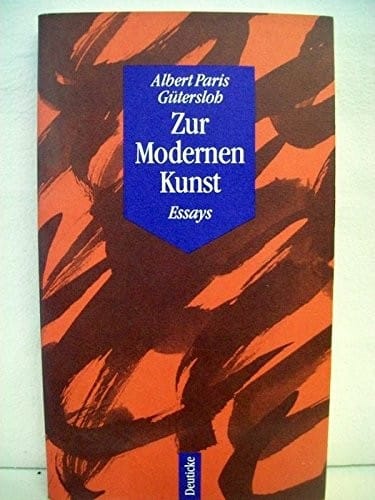 Albert Paris
Gütersloh
Zur
Modernen
Kunst
Essays
Deuticke